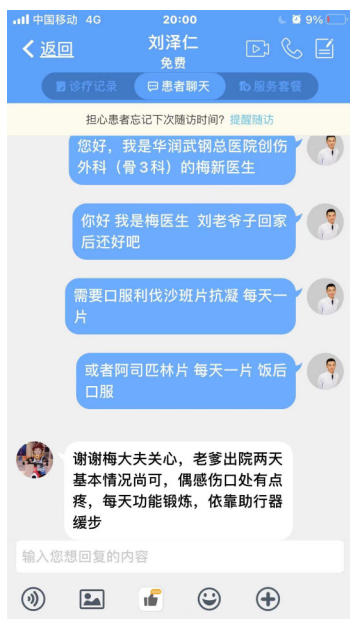 中国移动 4G 20:00 9%
返回 刘泽仁
免费
诊疗记录 患者聊天 服务套餐
担心患者忘记下次随访时间? 提醒随访
您好，我是华润武钢总医院创伤
外科（骨3科）的梅新
医生
你好 我是梅医生 刘老爷子回家
后还好吧
需要口服利伐沙班片抗凝 每天一
片
或者阿司匹林片 每天一片 饭后
口服
谢谢梅大夫关心，老爹出院两天
基本情况尚可，偶感伤口处有点
疼，每天功能锻炼，依靠助行器
缓步
输入您想回复的内容